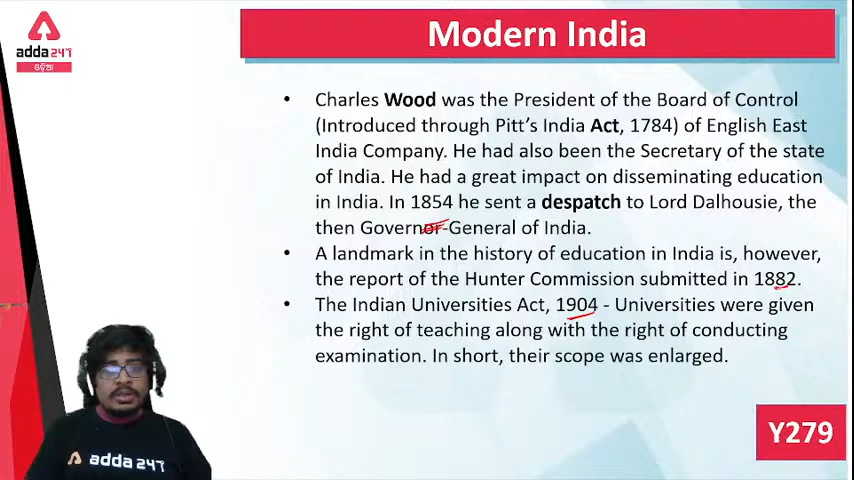 adda247
ଓଡ଼ିଆ
Modern India
• Charles Wood was the President of the Board of Control
(Introduced through Pitt's India Act, 1784) of English East
India Company. He had also been the Secretary of the state
of India. He had a great impact on disseminating education
in India. In 1854 he sent a despatch to Lord Dalhousie, the
then Governor-General of India.
• A landmark in the history of education in India is, however,
the report of the Hunter Commission submitted in 1882.
• The Indian Universities Act, 1904 - Universities were given
the right of teaching along with the right of conducting
examination. In short, their scope was enlarged.
adda247
Y279